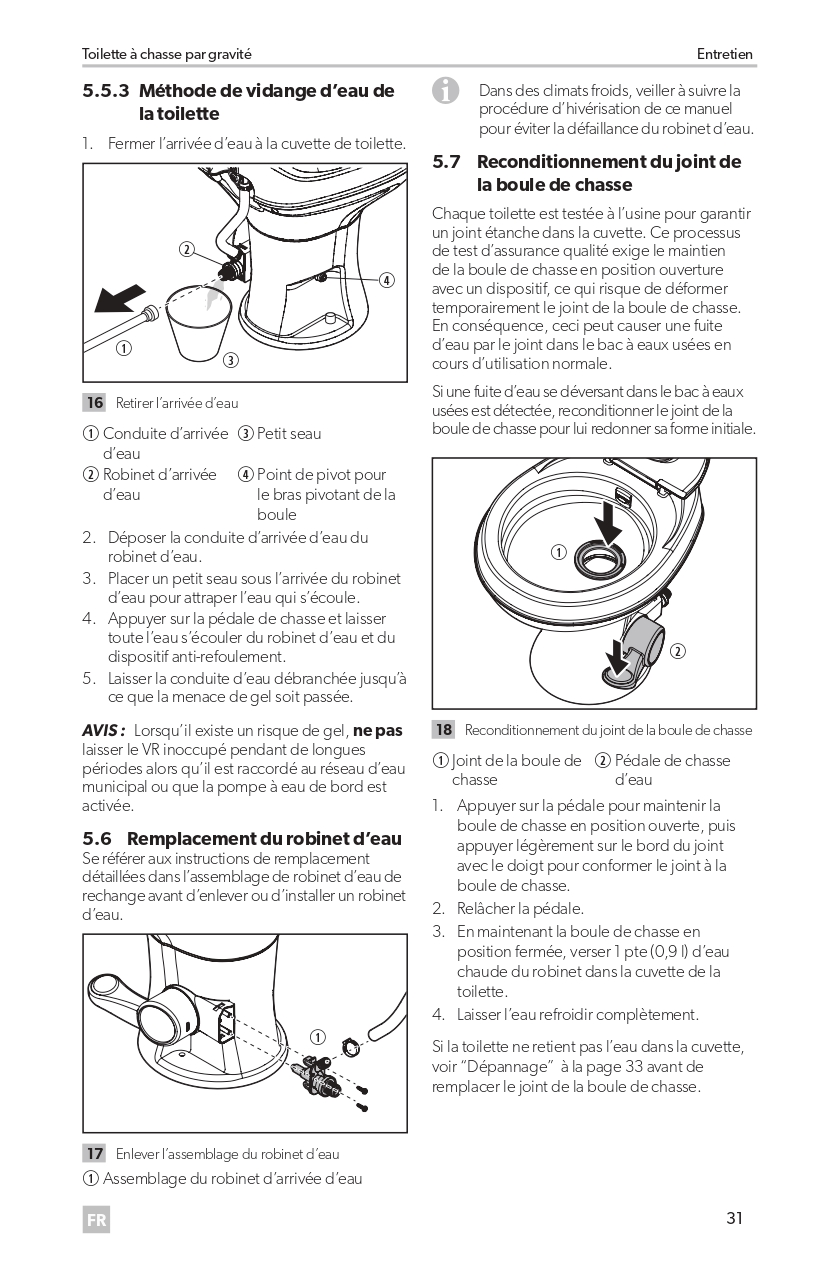 Toilette à chasse par gravité
Entretien
5.5.3 Méthode de vidange d’eau de
la toilette
1. Fermer l’arrivée d’eau à la cuvette de toilette.
2
4
1
3
16 Retirer l’arrivée d’eau
1 Conduite d’arrivée
d’eau
3 Petit seau
2 Robinet d’arrivée
d’eau
4 Point de pivot pour
le bras pivotant de la
boule
2. Déposer la conduite d’arrivée d’eau du
robinet d’eau.
3. Placer un petit seau sous l’arrivée du robinet
d’eau pour attraper l’eau qui s’écoule.
4. Appuyer sur la pédale de chasse et laisser
toute l’eau s’écouler du robinet d’eau et du
dispositif anti-refoulement.
5. Laisser la conduite d’eau débranchée jusqu’à
ce que la menace de gel soit passée.
AVIS : Lorsqu’il existe un risque de gel, ne pas
laisser le VR inoccupé pendant de longues
périodes alors qu’il est raccordé au réseau d’eau
municipal ou que la pompe à eau de bord est
activée.
5.6 Remplacement du robinet d’eau
Se référer aux instructions de remplacement
détaillées dans l’assemblage de robinet d’eau de
rechange avant d’enlever ou d’installer un robinet
d’eau.
1
17 Enlever l’assemblage du robinet d’eau
1 Assemblage du robinet d’arrivée d’eau
i Dans des climats froids, veiller à suivre la
procédure d’hivérisation de ce manuel
pour éviter la défaillance du robinet d’eau.
5.7 Reconditionnement du joint de
la boule de chasse
Chaque toilette est testée à l’usine pour garantir
un joint étanche dans la cuvette. Ce processus
de test d’assurance qualité exige le maintien
de la boule de chasse en position ouverture
avec un dispositif, ce qui risque de déformer
temporairement le joint de la boule de chasse.
En conséquence, ceci peut causer une fuite
d’eau par le joint dans le bac à eaux usées en
cours d’utilisation normale.
Si une fuite d’eau se déversant dans le bac à eaux
usées est détectée, reconditionner le joint de la
boule de chasse pour lui redonner sa forme initiale.
1
2
18 Reconditionnement du joint de la boule de chasse
1 Joint de la boule de
chasse
2 Pédale de chasse
d’eau
1. Appuyer sur la pédale pour maintenir la
boule de chasse en position ouverte, puis
appuyer légèrement sur le bord du joint
avec le doigt pour conformer le joint à la
boule de chasse.
2. Relâcher la pédale.
3. En maintenant la boule de chasse en
position fermée, verser 1 pte (0,9 l) d’eau
chaude du robinet dans la cuvette de la
toilette.
4. Laisser l’eau refroidir complètement.
Si la toilette ne retient pas l’eau dans la cuvette,
voir “Dépannage” à la page 33 avant de
remplacer le joint de la boule de chasse.
FR
31